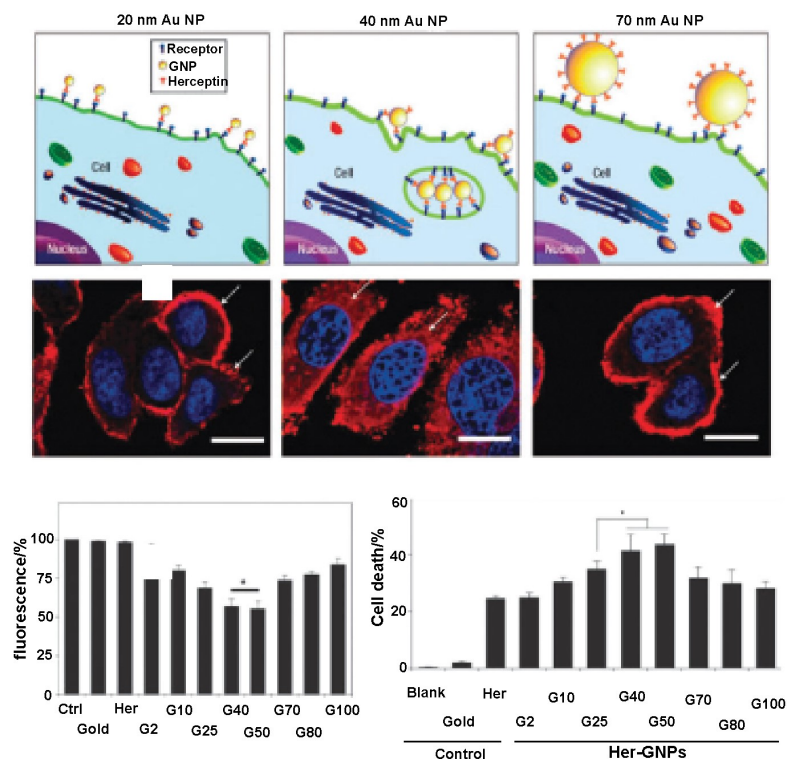 20 nm Au NP
40 nm Au NP
70 nm Au NP
Receptor
GNP
Herceptin
Cell
Nucleus
Cell
Nucleus
Cell
Nucleus
fluorescence/%
100
75
50
25
0
*
Ctrl
Gold
Her
G2
G10
G25
G40
G50
G70
G80
G100
Cell death/%
60
40
20
0
*
Blank
Gold
Her
G2
G10
G25
G40
G50
G70
G80
G100
Control
Her-GNPs